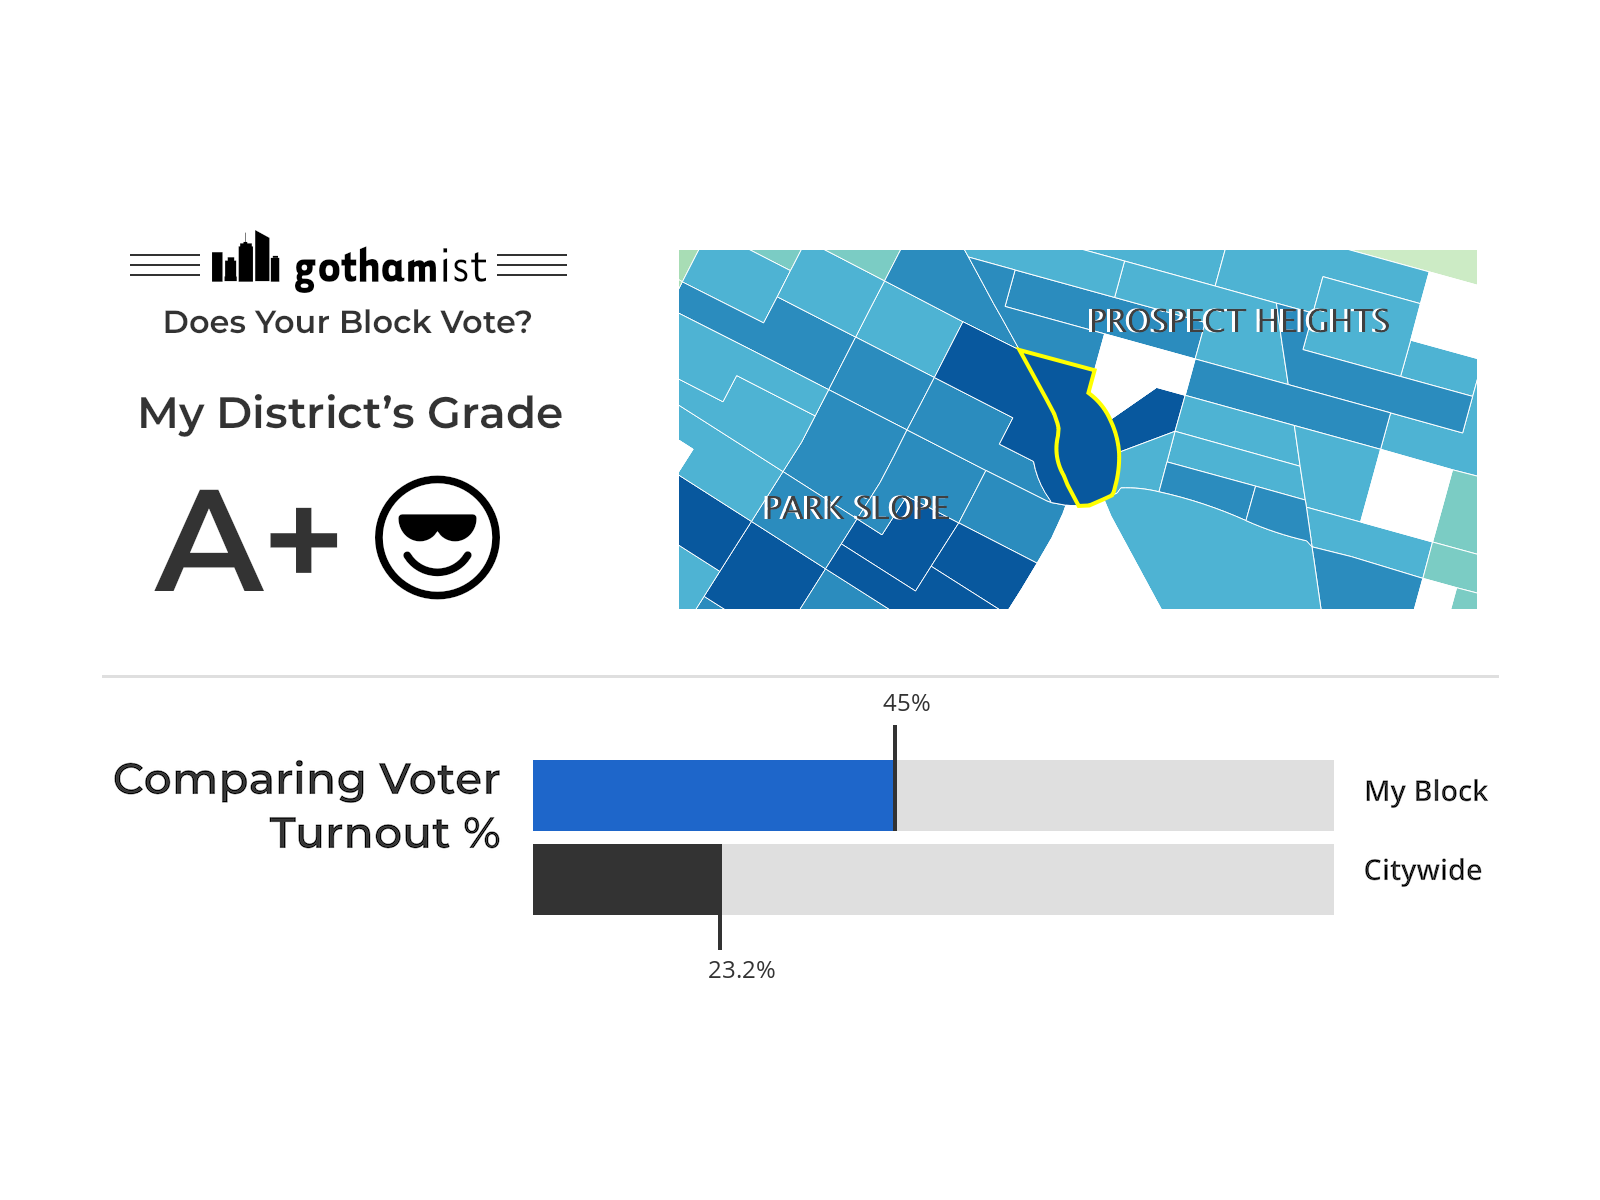 gothamist
Does Your Block Vote?
My District’s Grade
A+
PROSPECT HEIGHTS
PARK SLOPE
Comparing Voter
Turnout %
45%
My Block
Citywide
23.2%